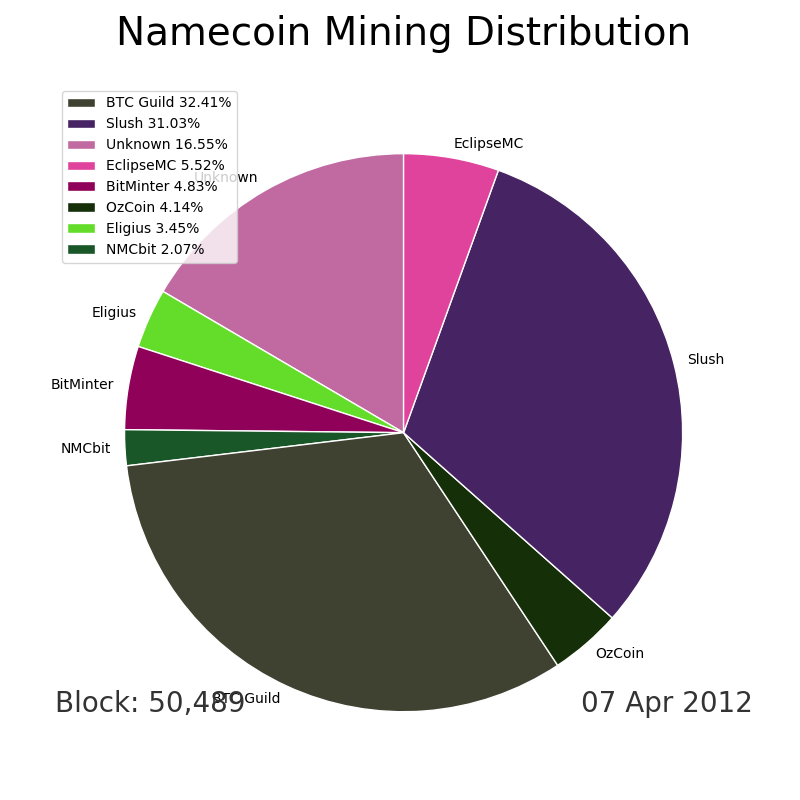 Namecoin Mining Distribution
BTC Guild 32.41%
Slush 31.03%
Unknown 16.55%
EclipseMC 5.52%
BitMinter 4.83%
OzCoin 4.14%
Eligius 3.45%
NMCbit 2.07%
EclipseMC
Unknown
Eligius
Slush
BitMinter
NMCbit
OzCoin
BTC Guild
Block: 50,489
07 Apr 2012